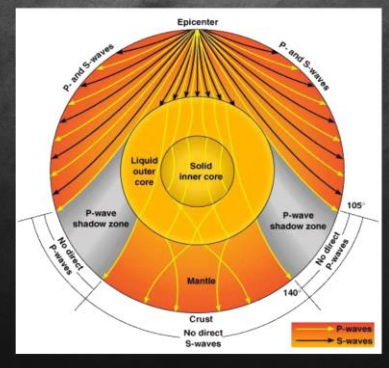 Epicenter
P- and S-waves
P- and S-waves
Liquid
outer
core
Solid
inner core
P-wave
shadow zone
P-wave
shadow zone
105°
No direct
P-waves
No direct
P-waves
Mantle
140°
Crust
No direct
S-waves
P-waves
S-waves